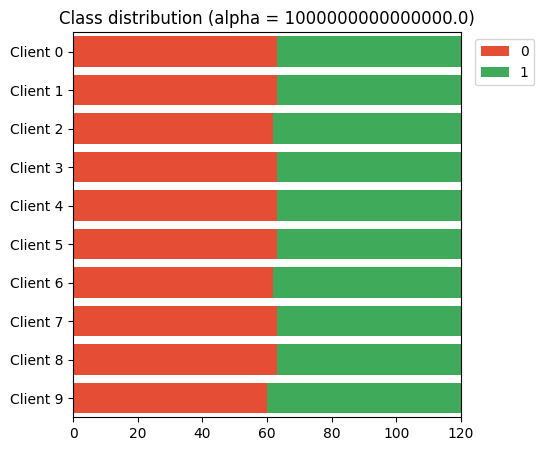 Class distribution (alpha = 1000000000000000.0)
Client 0
Client 1
Client 2
Client 3
Client 4
Client 5
Client 6
Client 7
Client 8
Client 9
0 20 40 60 80 100 120
0
1